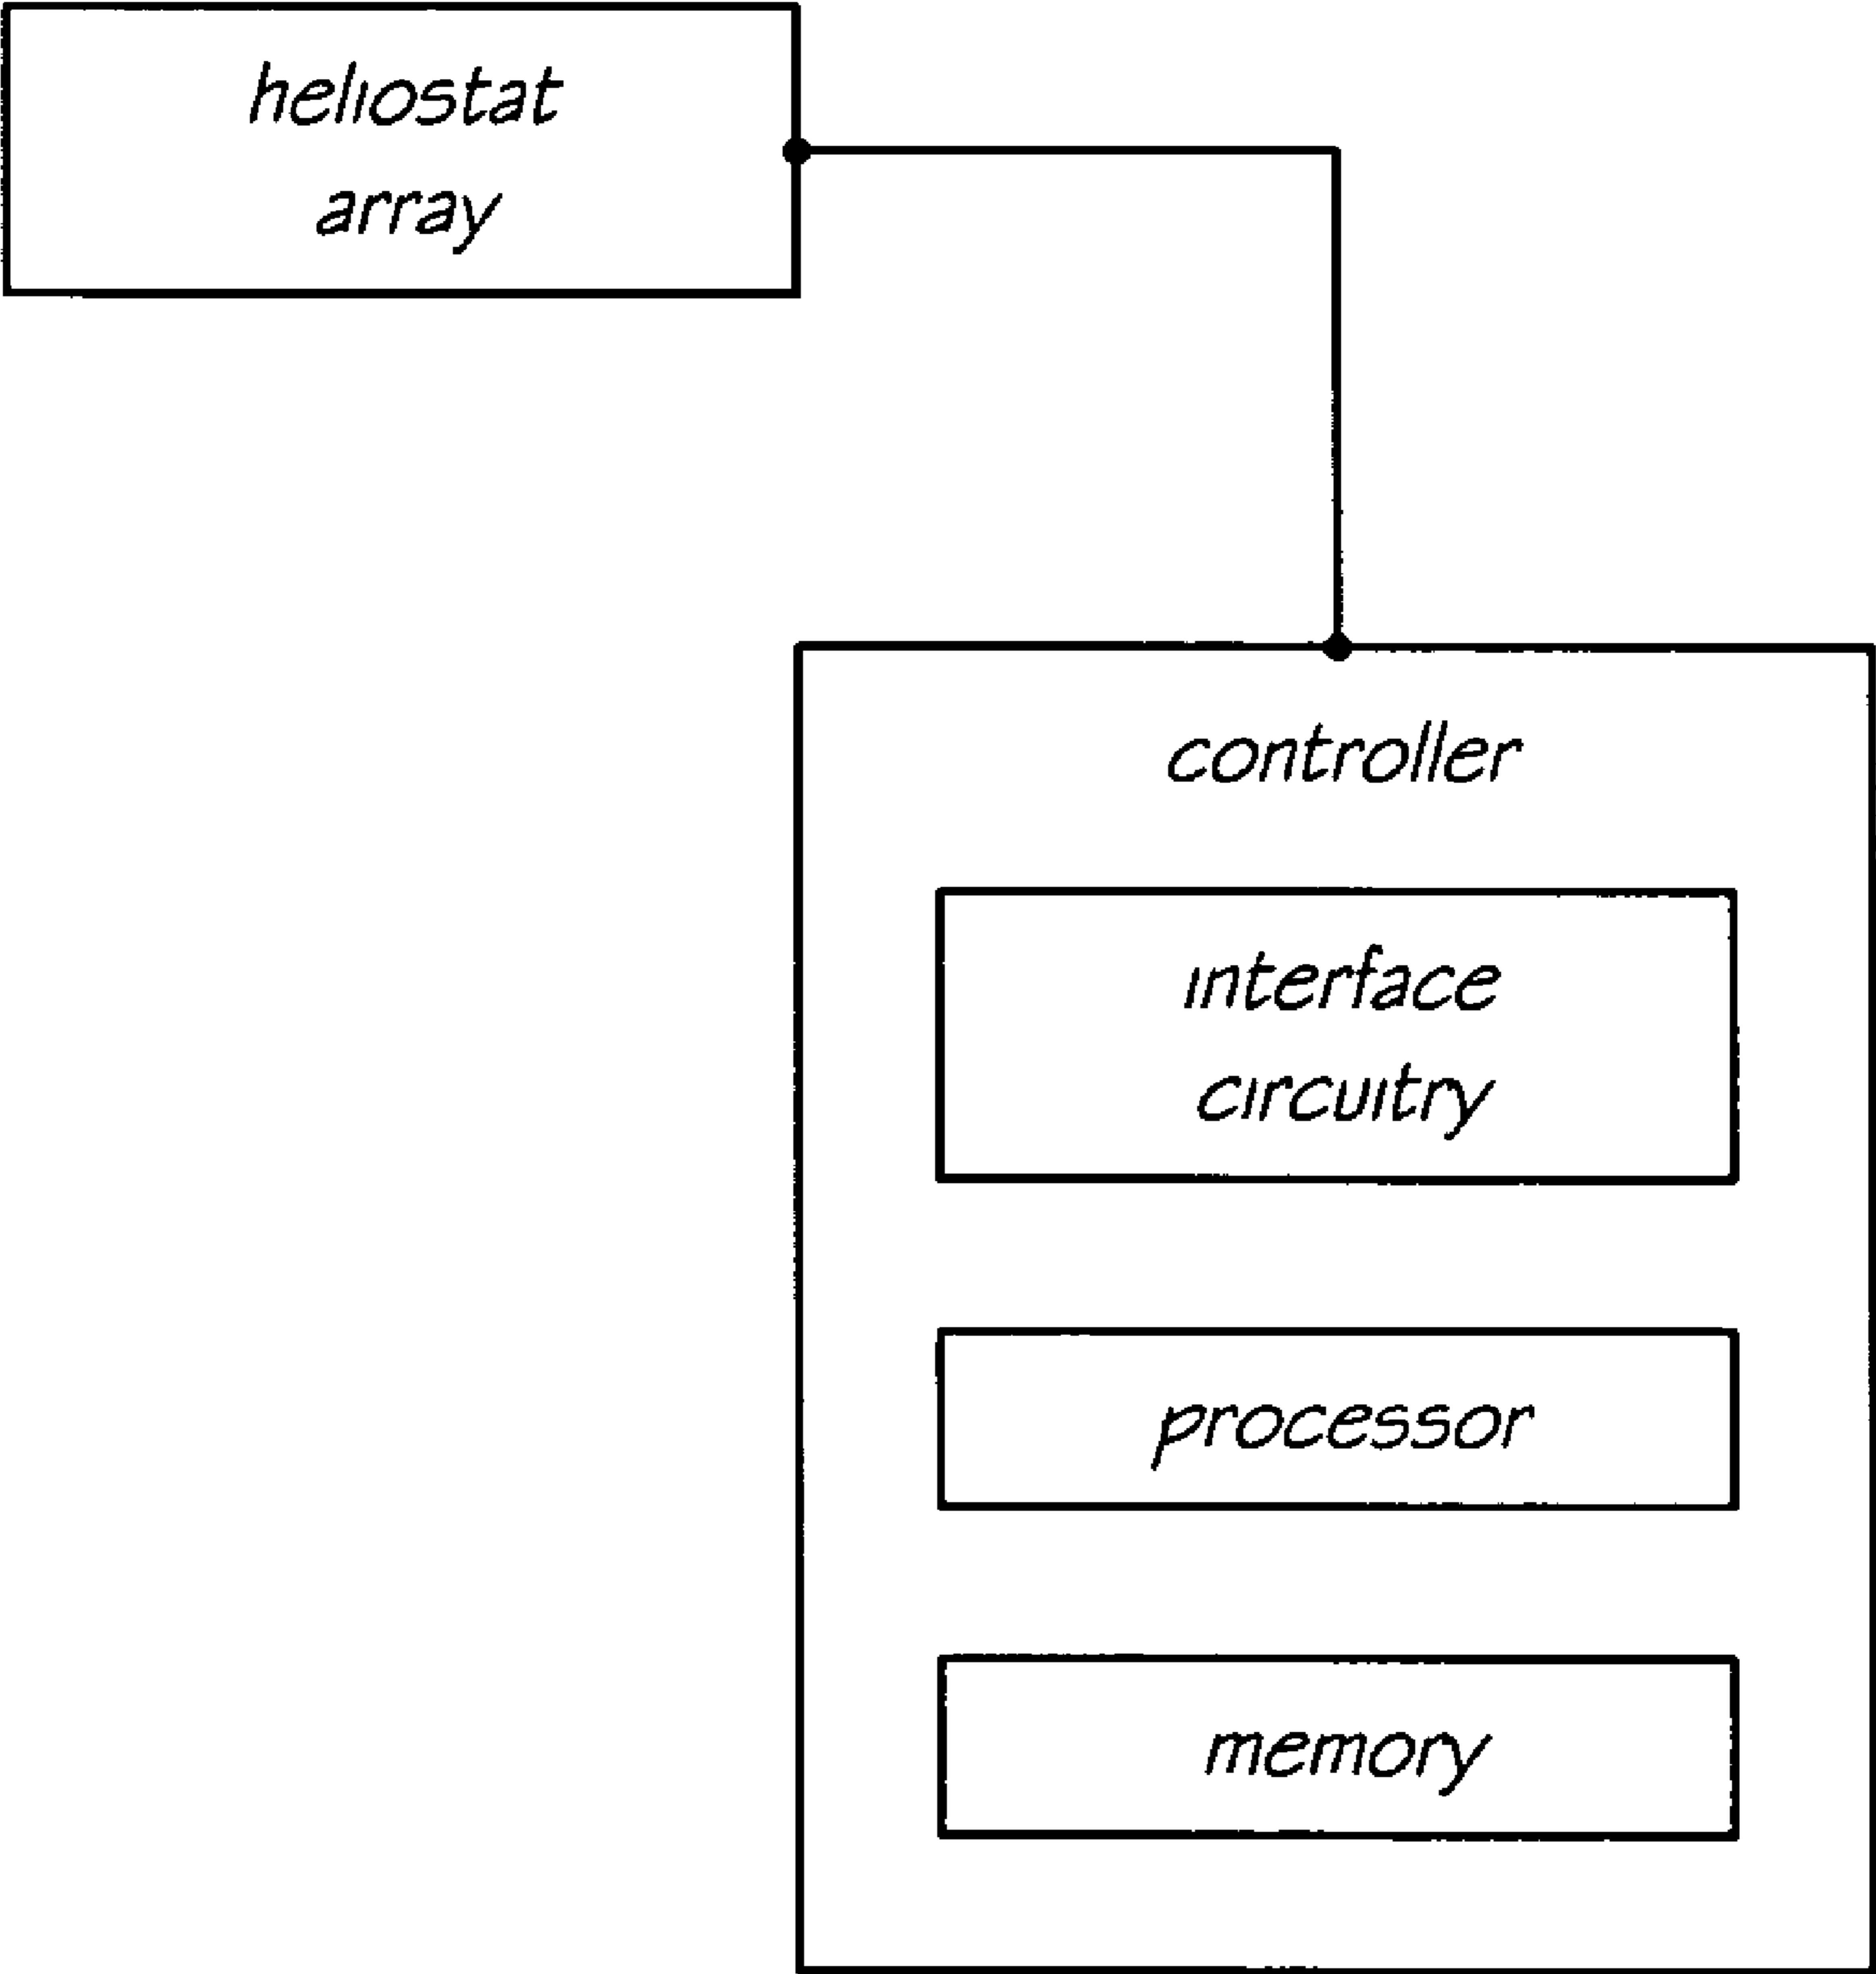 heliostat
array
controller
interface
circuitry
processor
memory